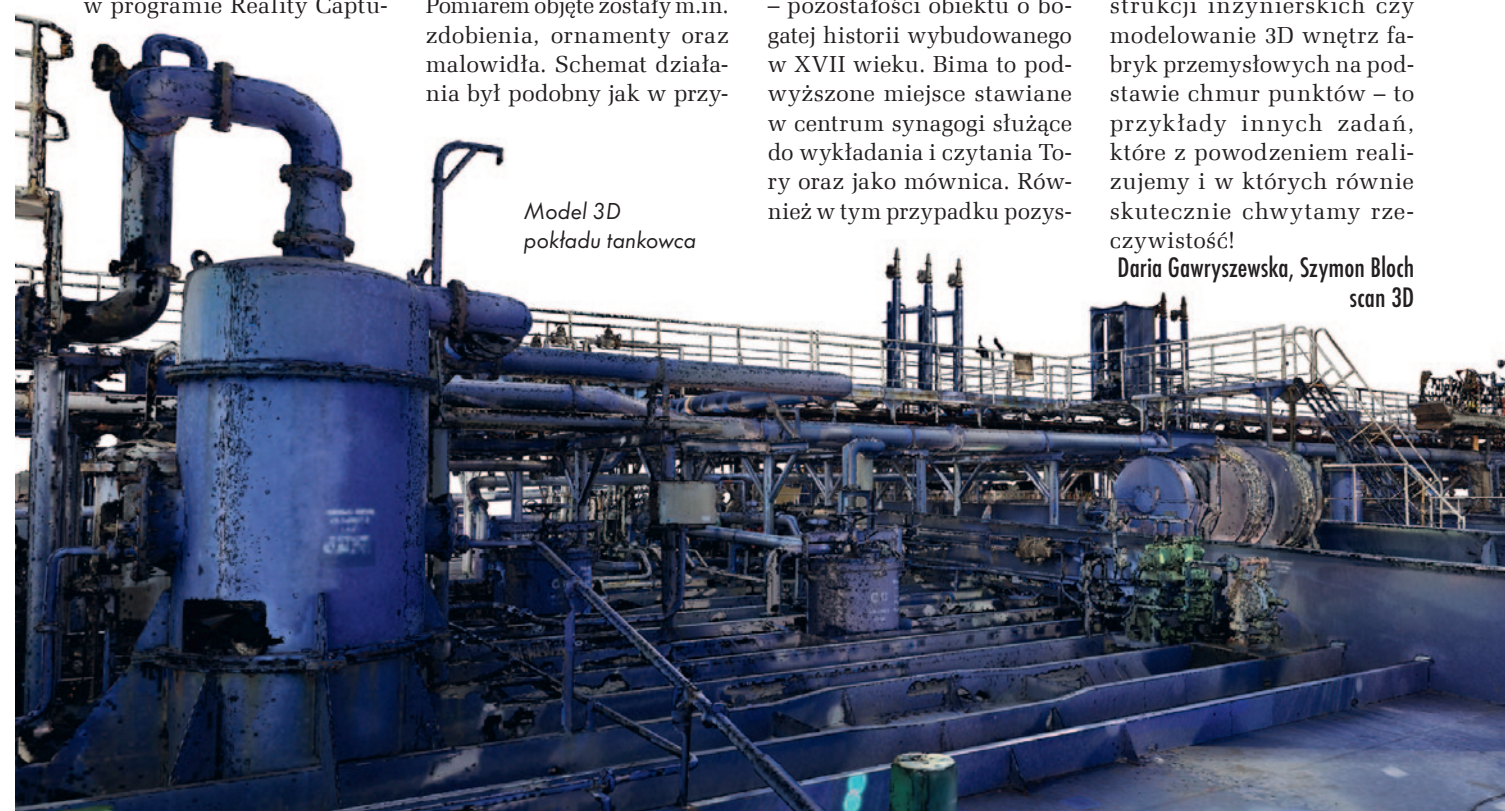 w programie Reality Captu-
Pomiarem objęte zostały m.in.
zdobienia, ornamenty oraz
malowidła. Schemat działa-
nia był podobny jak w przy-
– pozostałości obiektu o bo-
gatej historii wybudowanego
w XVII wieku. Bima to pod-
wyższone miejsce stawiane
w centrum synagogi służące
do wykładania i czytania To-
ry oraz jako mównica. Rów-
nież w tym przypadku pozys-
strukcji inżynierskich czy
modelowanie 3D wnętrz fa-
bryk przemysłowych na pod-
stawie chmur punktów – to
przykłady innych zadań,
które z powodzeniem reali-
zujemy i w których równie
skutecznie chwytamy rze-
czywistość!
Daria Gawryszewska, Szymon Bloch
scan 3D
Model 3D
pokładu tankowca